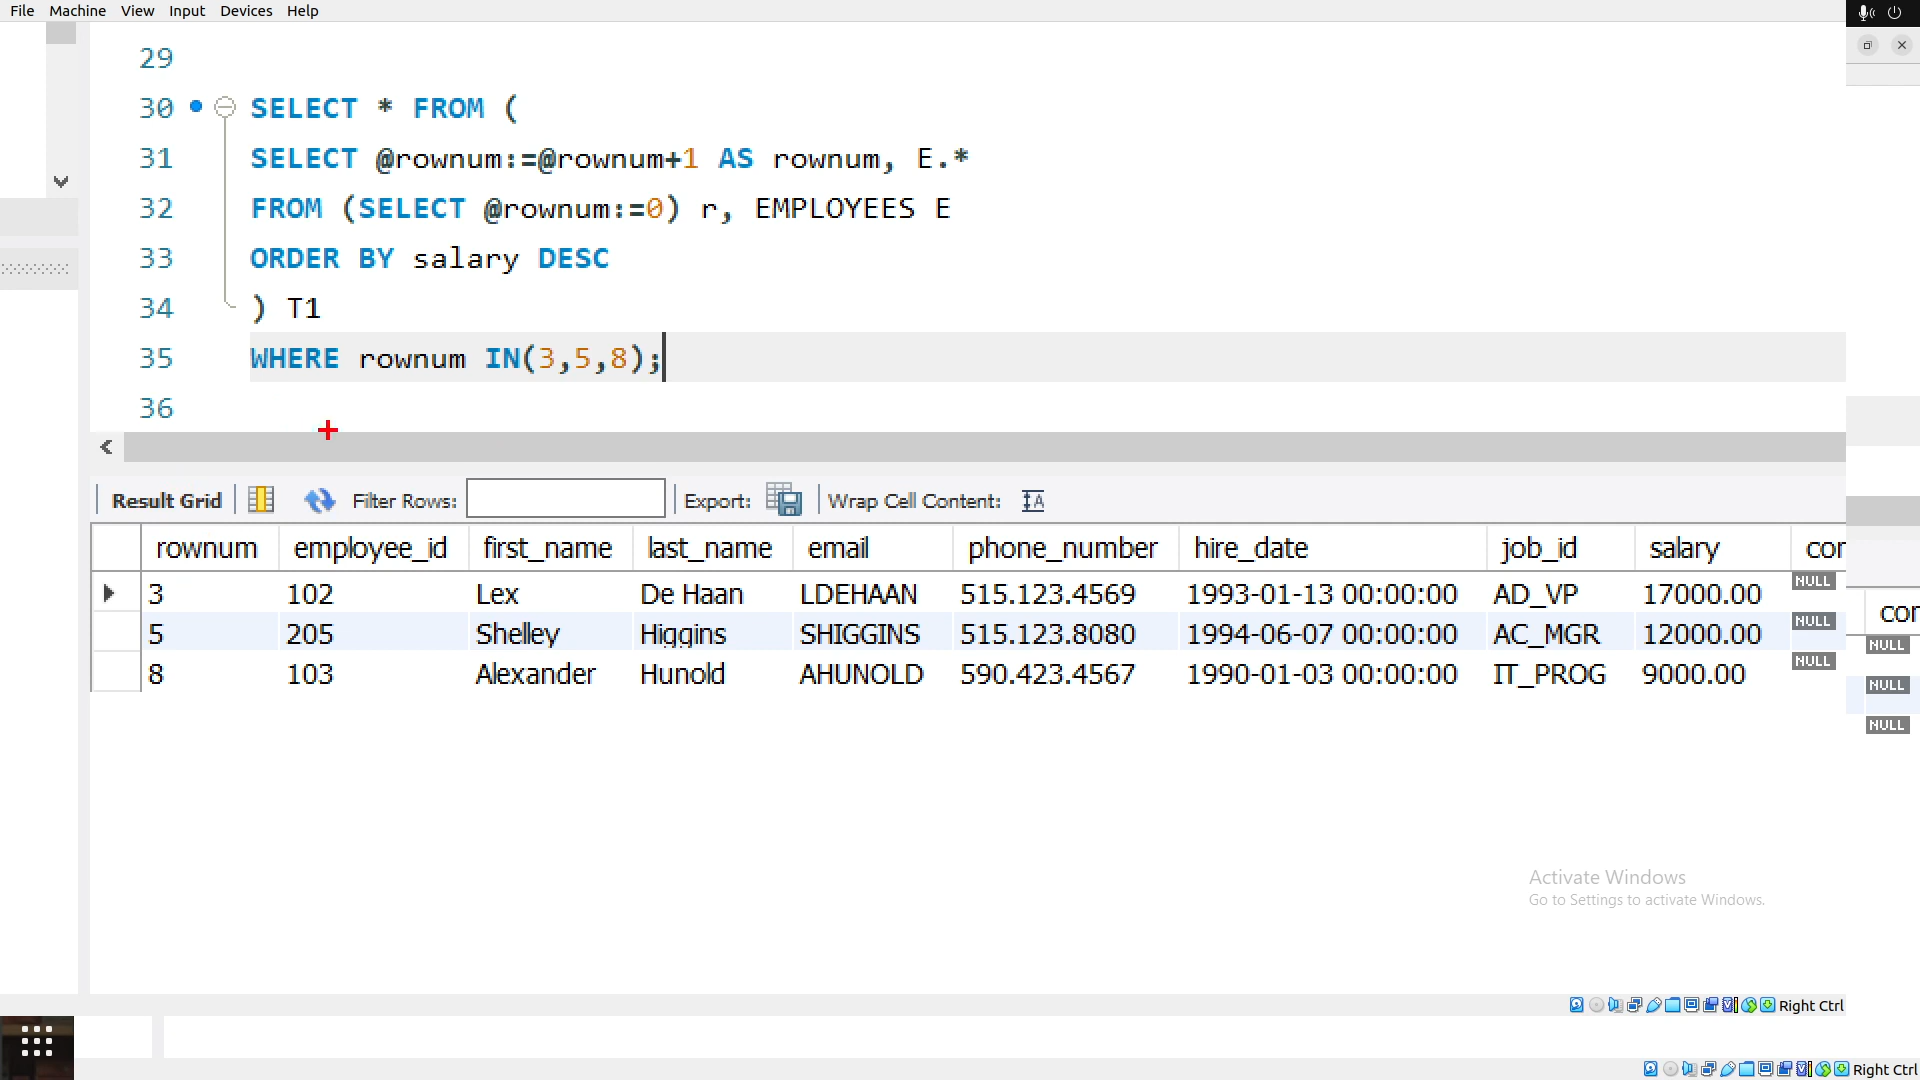 File Machine View Input Devices Help
29
30 SELECT * FROM (
31 SELECT @rownum:=@rownum+1 AS rownum, E.*
32 FROM (SELECT @rownum:=0) r, EMPLOYEES E
33 ORDER BY salary DESC
34 ) T1
35 WHERE rownum IN(3,5,8);
36
Result Grid Filter Rows: Export: Wrap Cell Content: IA
rownum employee_id first_name last_name email phone_number hire_date job_id salary con
3 102 Lex De Haan LDEHAAN 515.123.4569 1993-01-13 00:00:00 AD_VP 17000.00 NULL
5 205 Shelley Higgins SHIGGINS 515.123.8080 1994-06-07 00:00:00 AC_MGR 12000.00 NULL
8 103 Alexander Hunold AHUNOLD 590.423.4567 1990-01-03 00:00:00 IT_PROG 9000.00 NULL
con
NULL
NULL
NULL
Activate Windows
Go to Settings to activate Windows.
Right Ctrl
Right Ctrl